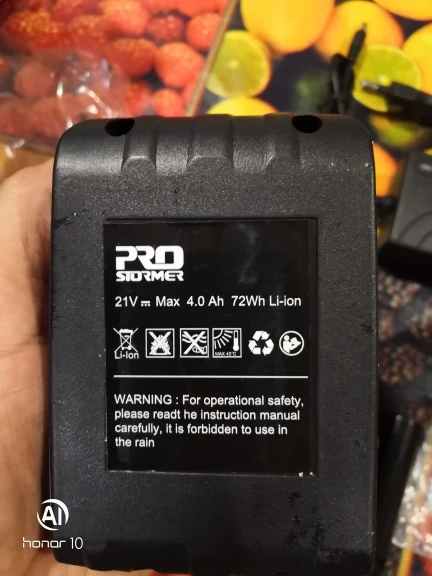 PRO
STORMER
21V ⎓ Max 4.0 Ah 72Wh Li-ion
Li-ion
MAX 40°C
WARNING : For operational safety,
please readt he instruction manual
carefully, it is forbidden to use in
the rain
AI
honor 10